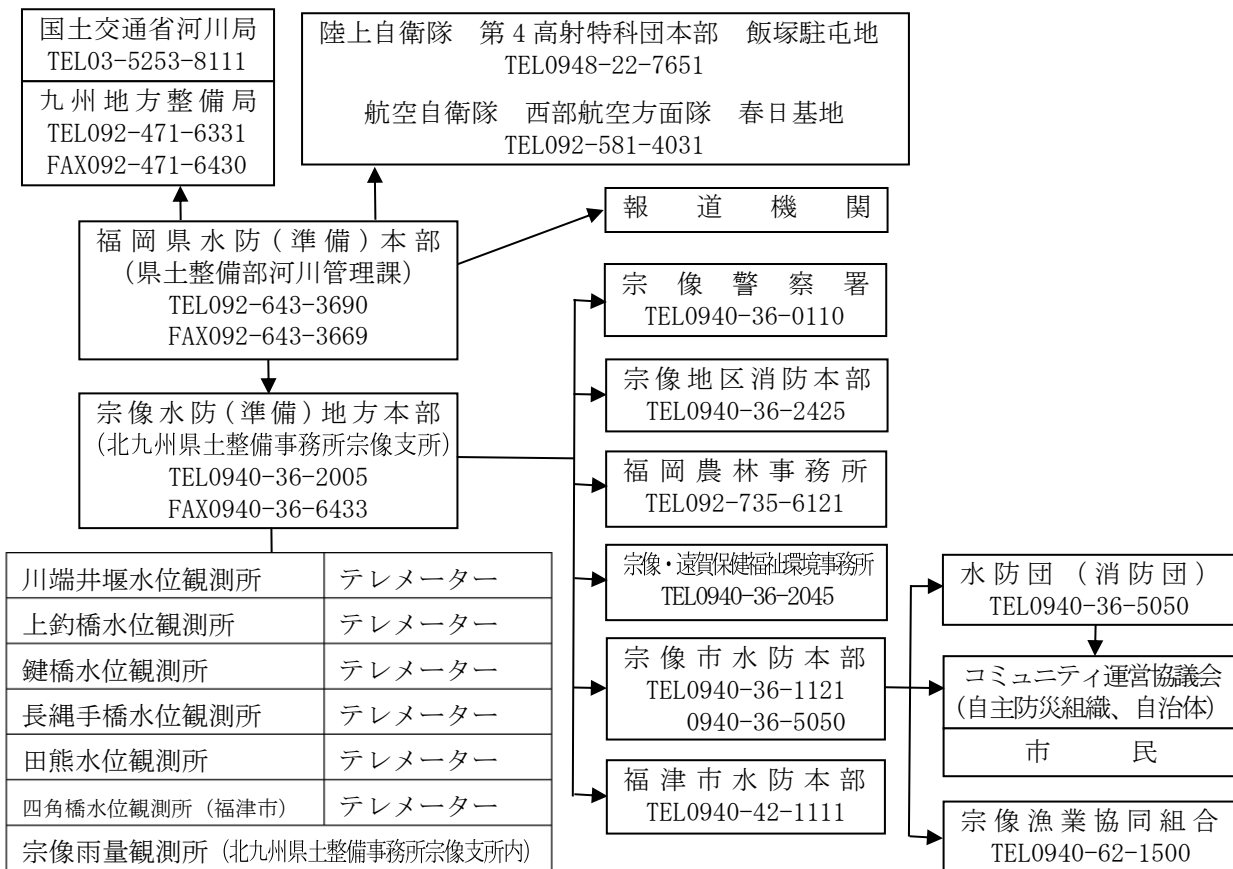 国土交通省河川局
TEL03-5253-8111
九州地方整備局
TEL092-471-6331
FAX092-471-6430
陸上自衛隊　第4高射特科団本部　飯塚駐屯地
TEL0948-22-7651
航空自衛隊　西部航空方面隊　春日基地
TEL092-581-4031
報道機関
福岡県水防(準備)本部
(県土整備部河川管理課)
TEL092-643-3690
FAX092-643-3669
宗像水防(準備)地方本部
(北九州県土整備事務所宗像支所)
TEL0940-36-2005
FAX0940-36-6433
川端井堰水位観測所　テレメーター
上釣橋水位観測所　テレメーター
鍵橋水位観測所　テレメーター
長縄手橋水位観測所　テレメーター
田熊水位観測所　テレメーター
四角橋水位観測所（福津市）　テレメーター
宗像雨量観測所（北九州県土整備事務所宗像支所内）
宗像警察署
TEL0940-36-0110
宗像地区消防本部
TEL0940-36-2425
福岡農林事務所
TEL092-735-6121
宗像・遠賀保健福祉環境事務所
TEL0940-36-2045
宗像市水防本部
TEL0940-36-1121
0940-36-5050
福津市水防本部
TEL0940-42-1111
水防団（消防団）
TEL0940-36-5050
コミュニティ運営協議会
(自主防災組織、自治体)
市民
宗像漁業協同組合
TEL0940-62-1500